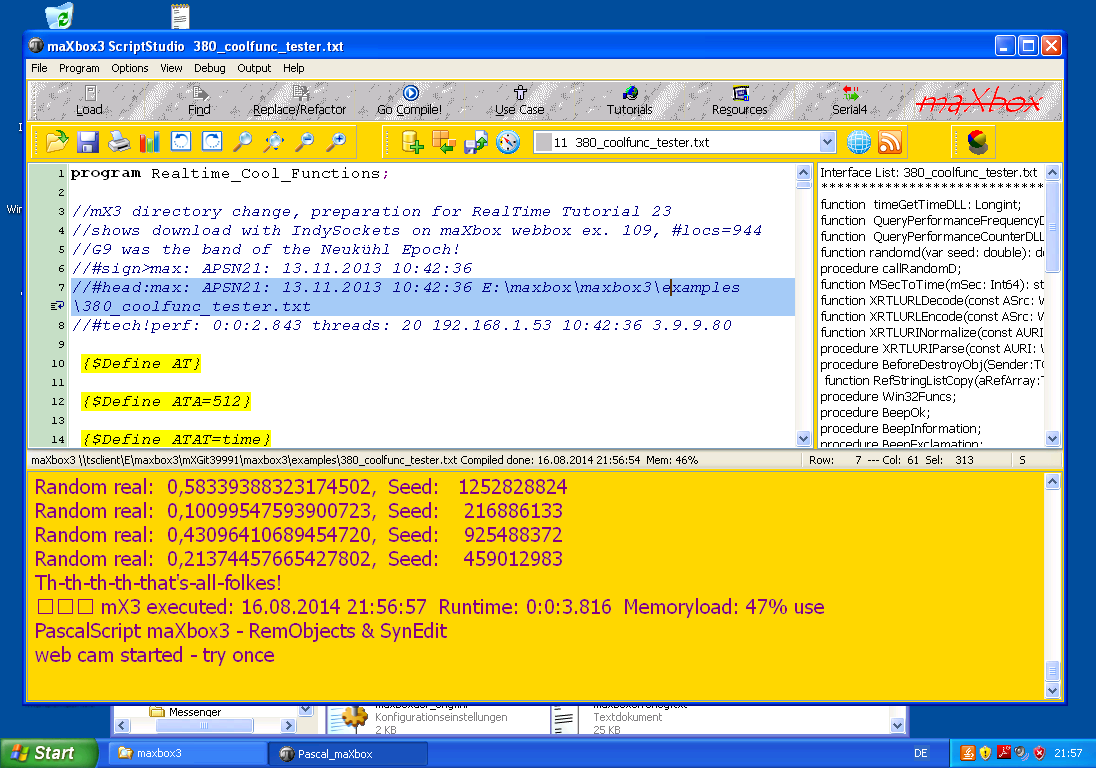 maXbox3 ScriptStudio   380_coolfunc_tester.txt
File Program Options View Debug Output Help
Load Find Replace/Refactor Go Compile! Use Case Tutorials Resources Serial4 maXbox
11 380_coolfunc_tester.txt
1 program Realtime_Cool_Functions;
2
3 //mX3 directory change, preparation for RealTime Tutorial 23
4 //shows download with IndySockets on maXbox webbox ex. 109, #locs=944
5 //G9 was the band of the Neukühl Epoch!
6 //#sign>max: APSN21: 13.11.2013 10:42:36
7 //#head:max: APSN21: 13.11.2013 10:42:36 E:\maxbox\maxbox3\examples
\380_coolfunc_tester.txt
8 //#tech!perf: 0:0:2.843 threads: 20 192.168.1.53 10:42:36 3.9.9.80
9
10 {$Define AT}
11
12 {$Define ATA=512}
13
14 {$Define ATAT=time}
Interface List: 380_coolfunc_tester.txt
****************************
function timeGetTimeDLL: Longint;
function QueryPerformanceFrequencyD
function QueryPerformanceCounterDLL
function randomd(var seed: double): do
procedure callRandomD;
function MSecToTime(mSec: Int64): st
function XRTLURLDecode(const ASrc: W
function XRTLURLEncode(const ASrc: W
function XRTLURINormalize(const AURI:
procedure XRTLURIParse(const AURI: W
procedure BeforeDestroyObj(Sender:TO
function RefStringListCopy(aRefArray:T
procedure Win32Funcs;
procedure BeepOk;
procedure BeepInformation;
procedure BeepExclamation;
maXbox3 \\tsclient\E\maxbox3\mXGit39991\maxbox3\examples\380_coolfunc_tester.txt Compiled done: 16.08.2014 21:56:54 Mem: 46%
Row: 7 --- Col: 61 Sel: 313
S
Random real: 0,58339388323174502, Seed: 1252828824
Random real: 0,10099547593900723, Seed: 216886133
Random real: 0,43096410689454720, Seed: 925488372
Random real: 0,21374457665427802, Seed: 459012983
Th-th-th-th-that's-all-folkes!
mX3 executed: 16.08.2014 21:56:57 Runtime: 0:0:3.816 Memoryload: 47% use
PascalScript maXbox3 - RemObjects & SynEdit
web cam started - try once
Messenger
Konfigurationseinstellungen
2 KB
Textdokument
25 KB
Start maxbox3 Pascal_maXbox DE 21:57